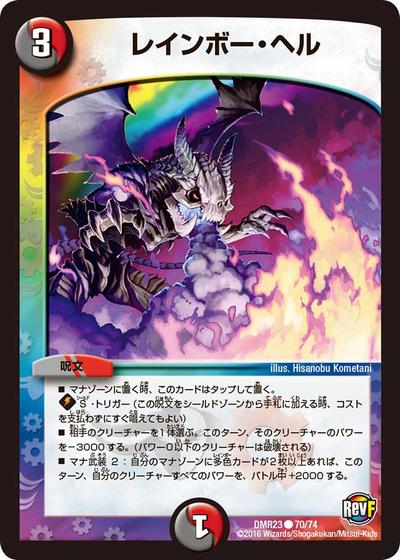 3
レインボー・ヘル
呪文
illus. Hisanobu Kometani
■ マナゾーンに置く時、このカードはタップして置く。
S・トリガー(この呪文をシールドゾーンから手札に加える時、コスト
を支払わずにすぐ唱えてもよい)
■ 相手のクリーチャーを1体選ぶ。このターン、そのクリーチャーのパワー
を−3000する。(パワー0以下のクリーチャーは破壊される)
■ マナ武装 2:自分のマナゾーンに多色カードが2枚以上あれば、この
ターン、自分のクリーチャーすべてのパワーを、バトル中+2000する。
1
DMR23 ● 70/74
©2016 Wizards/Shogakukan/Mitsui-Kids
RevF